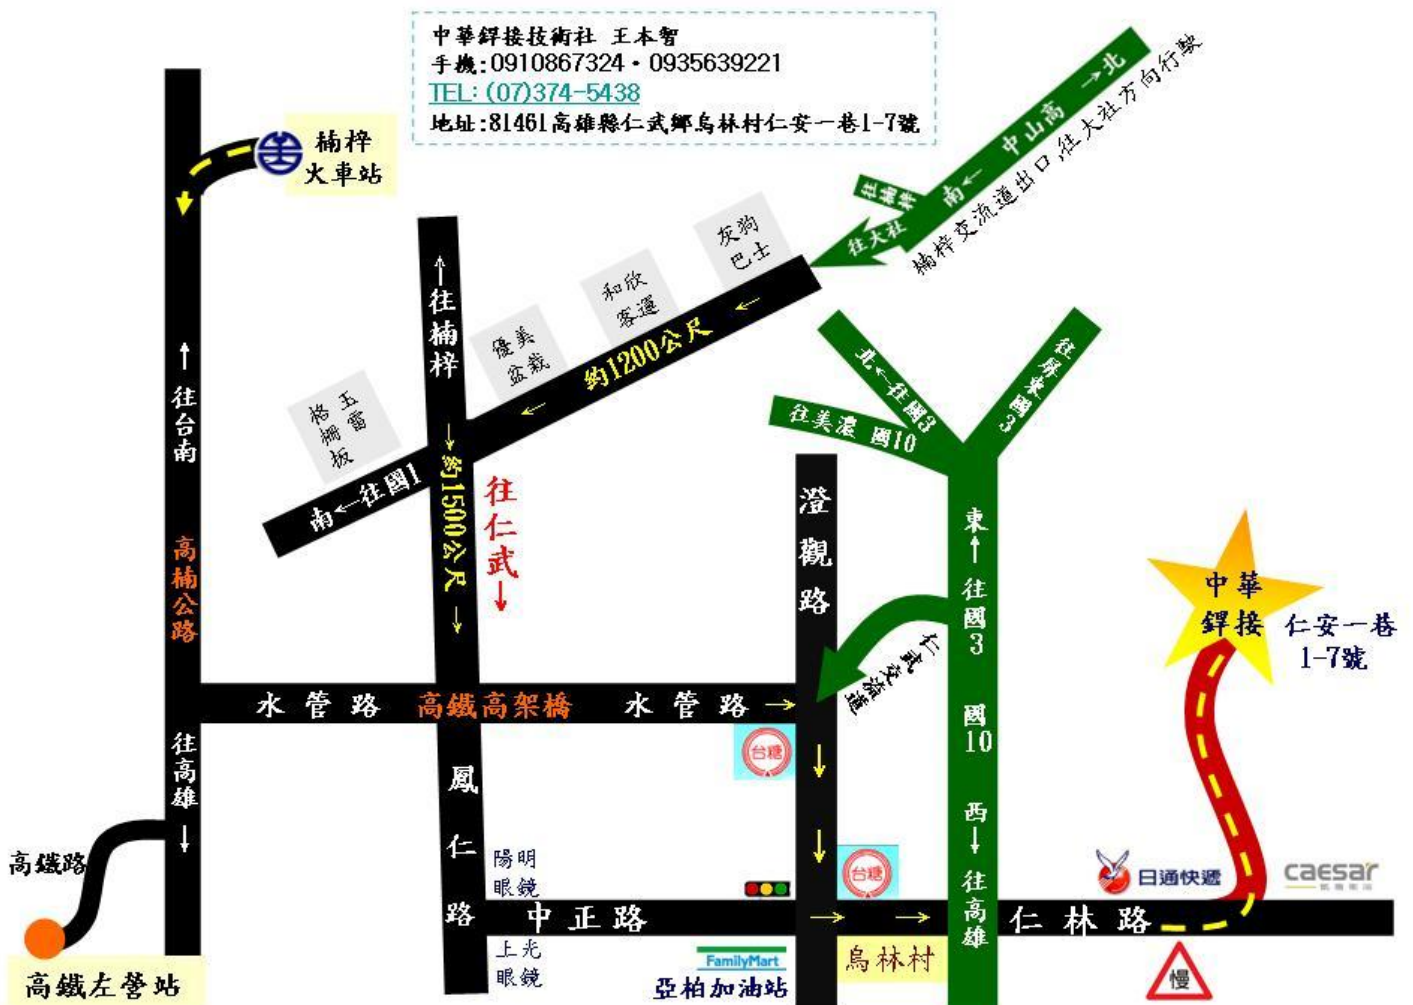 中華銲接技術社 王本智
手機:0910867324・0935639221
TEL: (07)374-5438
地址:81461高雄縣仁武鄉烏林村仁安一巷1-7號
楠梓
火車站
北
→
中山高
南←
往楠梓
往大社
楠梓交流道出口,往大社方向行駛
灰狗
巴士
和欣
客運
優美
盆栽
玉雷
格柵板
←
約1200公尺
←
南←往國1
↑往楠梓
↓約1500公尺↓
往仁武↓
↑往台南
高楠公路
往高雄↓
北←往國3
往屏東國3
往美濃 國10
澄觀路
東↑往國3
國10
西↓往高雄
仁武交流道
中華
銲接
仁安一巷
1-7號
水管路
高鐵高架橋
水管路→
台糖
鳳仁路
高鐵路
陽明
眼鏡
台糖
日通快遞
caesar
凱撒衛浴
中正路
→
→
仁林路
上光
眼鏡
FamilyMart
亞柏加油站
烏林村
慢
高鐵左營站